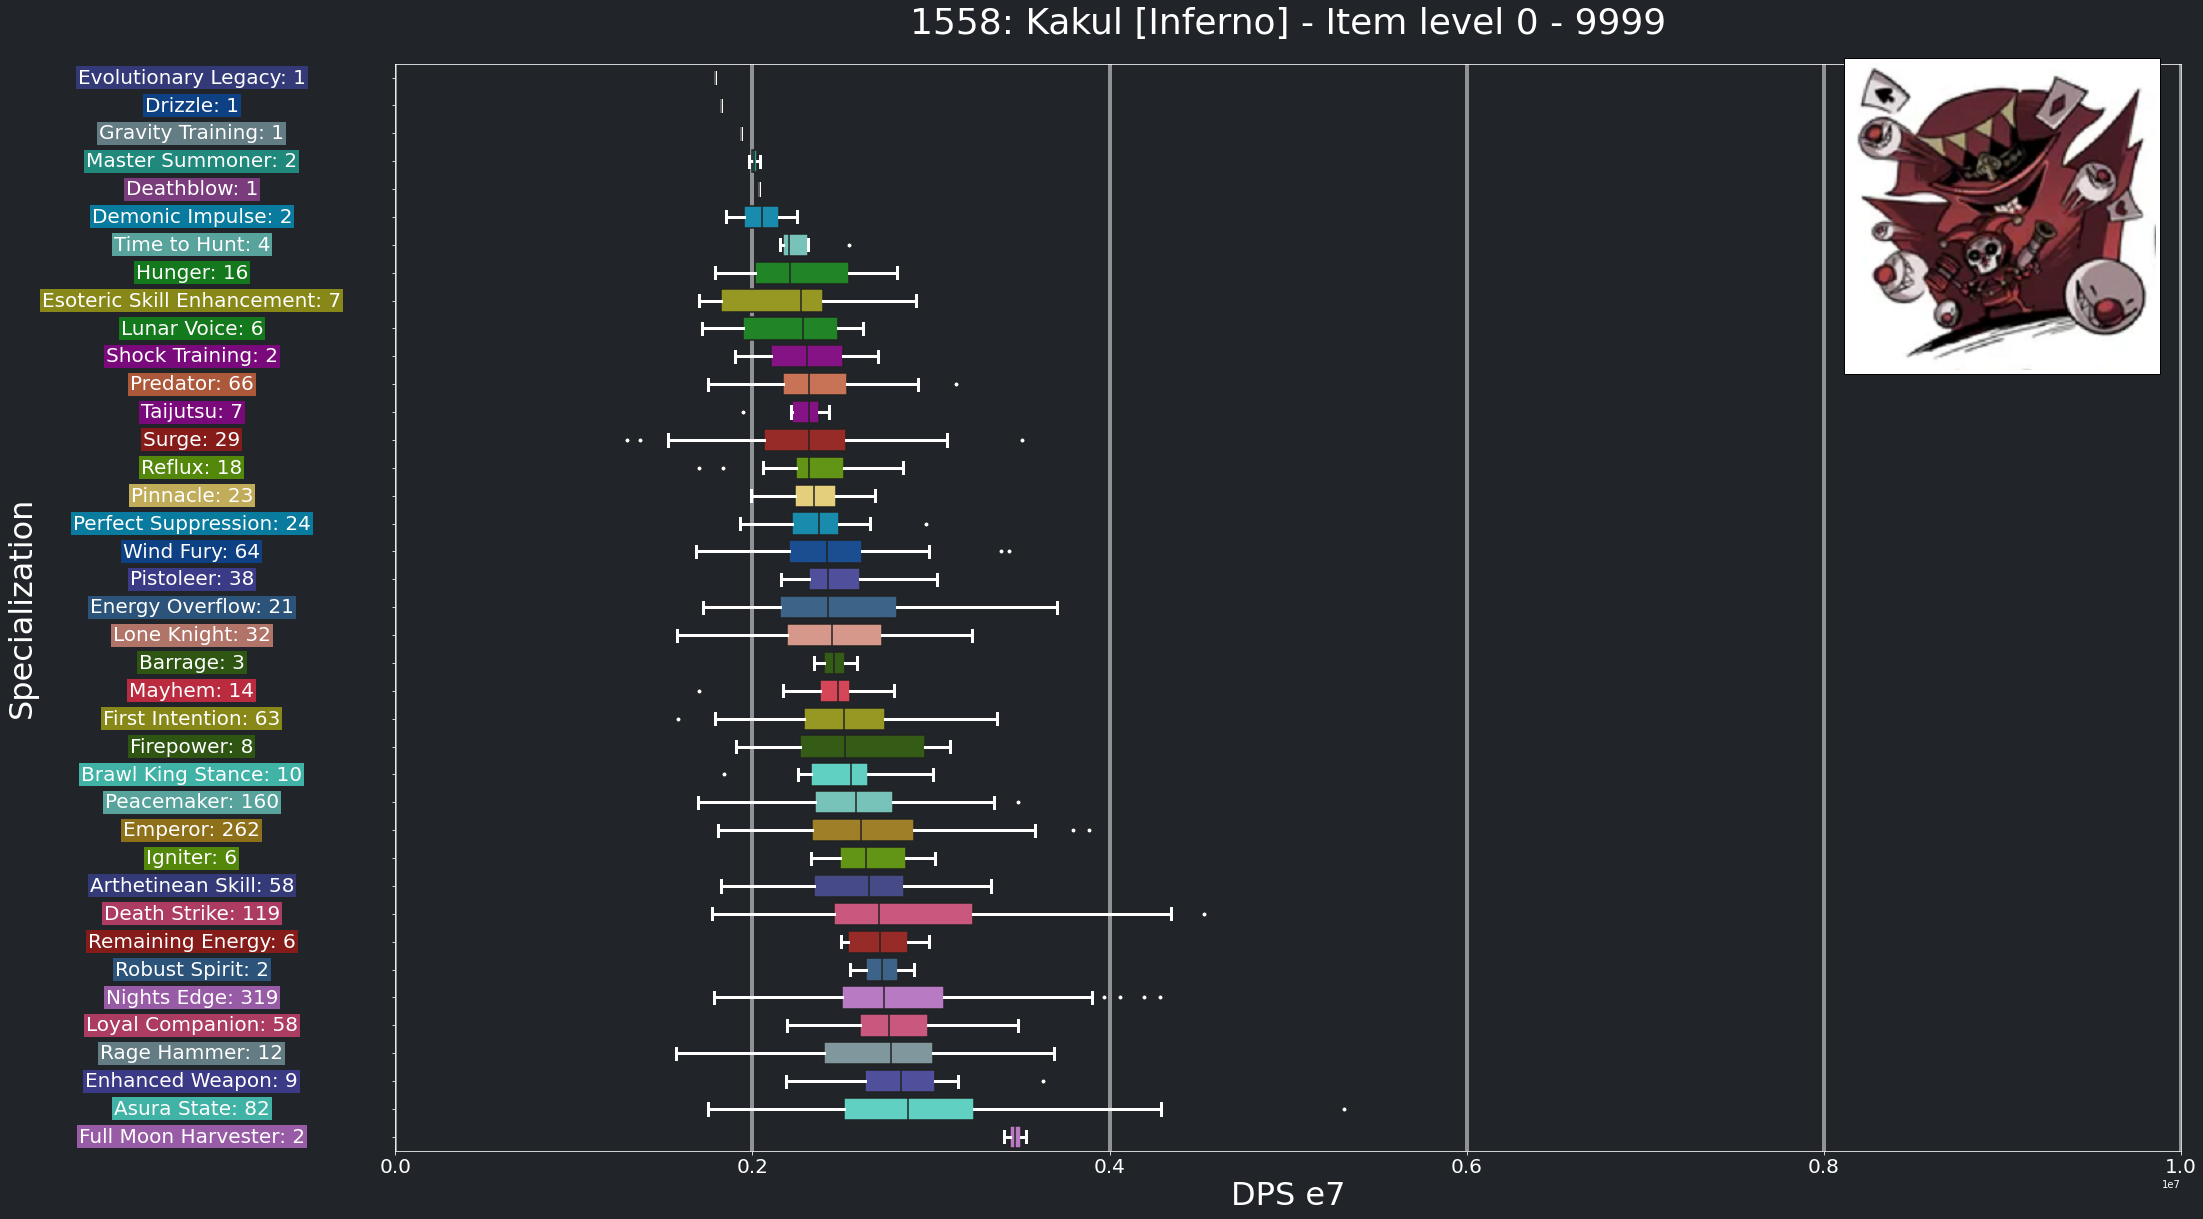 1558: Kakul [Inferno] - Item level 0 - 9999
Evolutionary Legacy: 1
Drizzle: 1
Gravity Training: 1
Master Summoner: 2
Deathblow: 1
Demonic Impulse: 2
Time to Hunt: 4
Hunger: 16
Esoteric Skill Enhancement: 7
Lunar Voice: 6
Shock Training: 2
Predator: 66
Taijutsu: 7
Surge: 29
Reflux: 18
Pinnacle: 23
Perfect Suppression: 24
Wind Fury: 64
Pistoleer: 38
Energy Overflow: 21
Lone Knight: 32
Barrage: 3
Mayhem: 14
First Intention: 63
Firepower: 8
Brawl King Stance: 10
Peacemaker: 160
Emperor: 262
Igniter: 6
Arthetinean Skill: 58
Death Strike: 119
Remaining Energy: 6
Robust Spirit: 2
Nights Edge: 319
Loyal Companion: 58
Rage Hammer: 12
Enhanced Weapon: 9
Asura State: 82
Full Moon Harvester: 2
Specialization
0.0 0.2 0.4 0.6 0.8 1.0
1e7
DPS e7